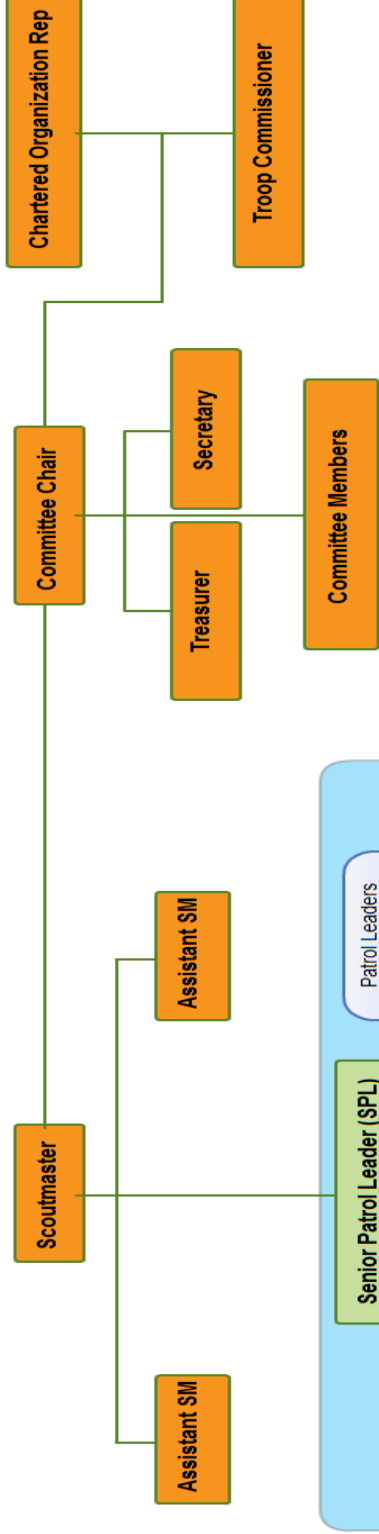 Scoutmaster
Committee Chair
Chartered Organization Rep
Assistant SM
Assistant SM
Treasurer
Secretary
Troop Commissioner
Committee Members
Senior Patrol Leader (SPL)
Patrol Leaders